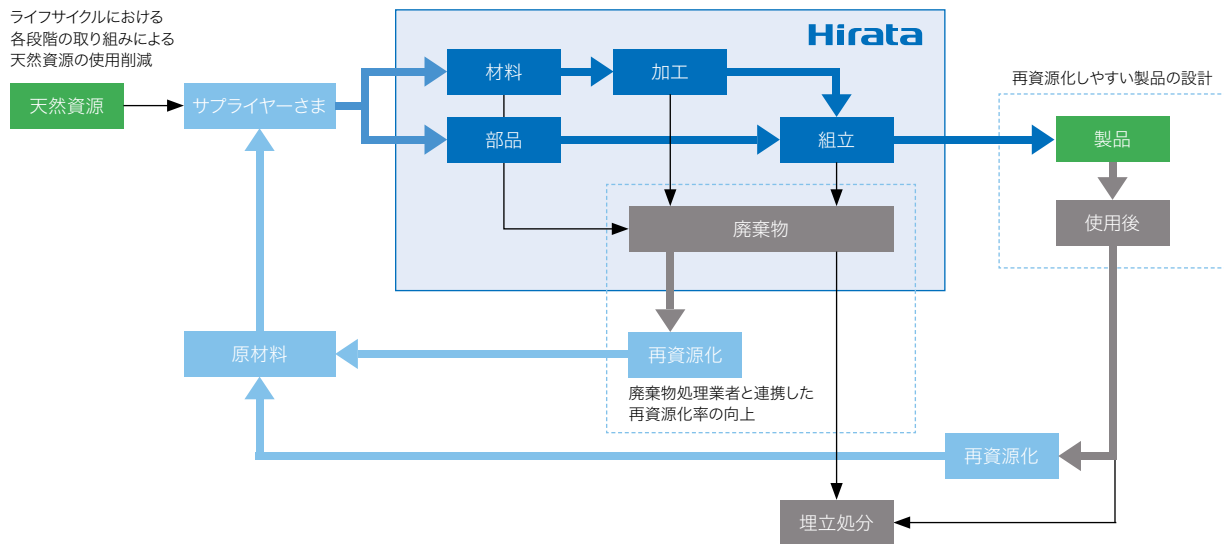 ライフサイクルにおける
各段階の取り組みによる
天然資源の使用削減
Hirata
材料
加工
再資源化しやすい製品の設計
天然資源
サプライヤーさま
部品
組立
製品
廃棄物
使用後
原材料
再資源化
廃棄物処理業者と連携した
再資源化率の向上
再資源化
埋立処分